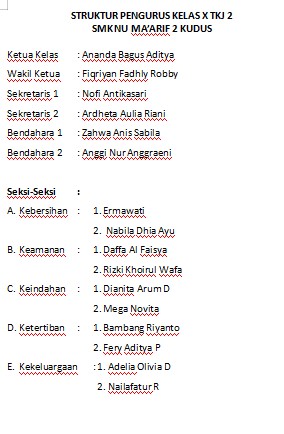 STRUKTUR PENGURUS KELAS X TKJ 2
SMK NU MA'ARIF 2 KUDUS
Ketua Kelas : Ananda Bagus Aditya
Wakil Ketua : Fiqriyan Fadhly Robby
Sekretaris 1 : Nofi Antikasari
Sekretaris 2 : Ardheta Aulia Riani
Bendahara 1 : Zahwa Anis Sabila
Bendahara 2 : Anggi Nur Anggraeni
Seksi-Seksi :
A. Kebersihan : 1. Ermawati
2. Nabila Dhia Ayu
B. Keamanan : 1. Daffa Al Faisya
2. Rizki Khoirul Wafa
C. Keindahan : 1. Dianita Arum D
2. Mega Novita
D. Ketertiban : 1. Bambang Riyanto
2. Fery Aditya P
E. Kekeluargaan : 1. Adelia Olivia D
2. Nailafatur R